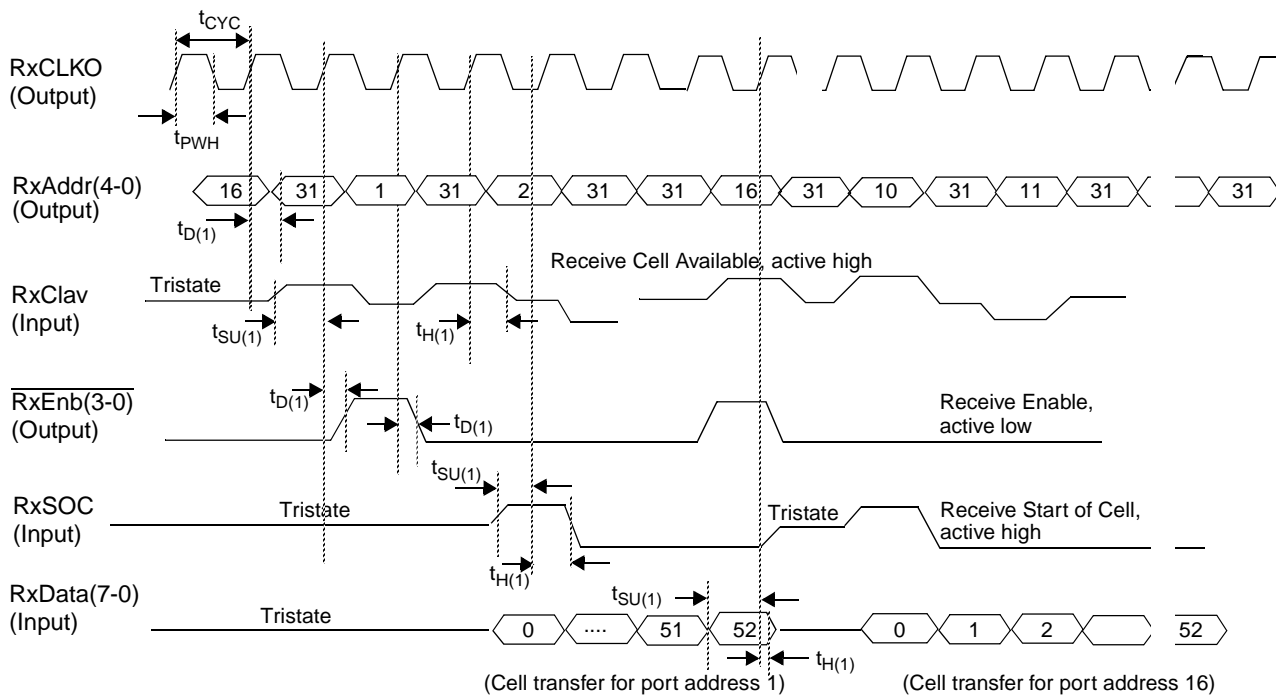 tCYC
RxCLKO
(Output)
tPWH
RxAddr(4-0)
(Output)
16 31 1 31 2 31 31 16 31 10 31 11 31 31
tD(1)
Receive Cell Available, active high
Tristate
RxClav
(Input)
tSU(1)
tH(1)
RxEnb(3-0)
(Output)
tD(1)
tD(1)
Receive Enable,
active low
tSU(1)
RxSOC
(Input)
Tristate
Tristate
Receive Start of Cell,
active high
tH(1)
RxData(7-0)
(Input)
Tristate
tSU(1)
0 .... 51 52 0 1 2 52
tH(1)
(Cell transfer for port address 1) (Cell transfer for port address 16)